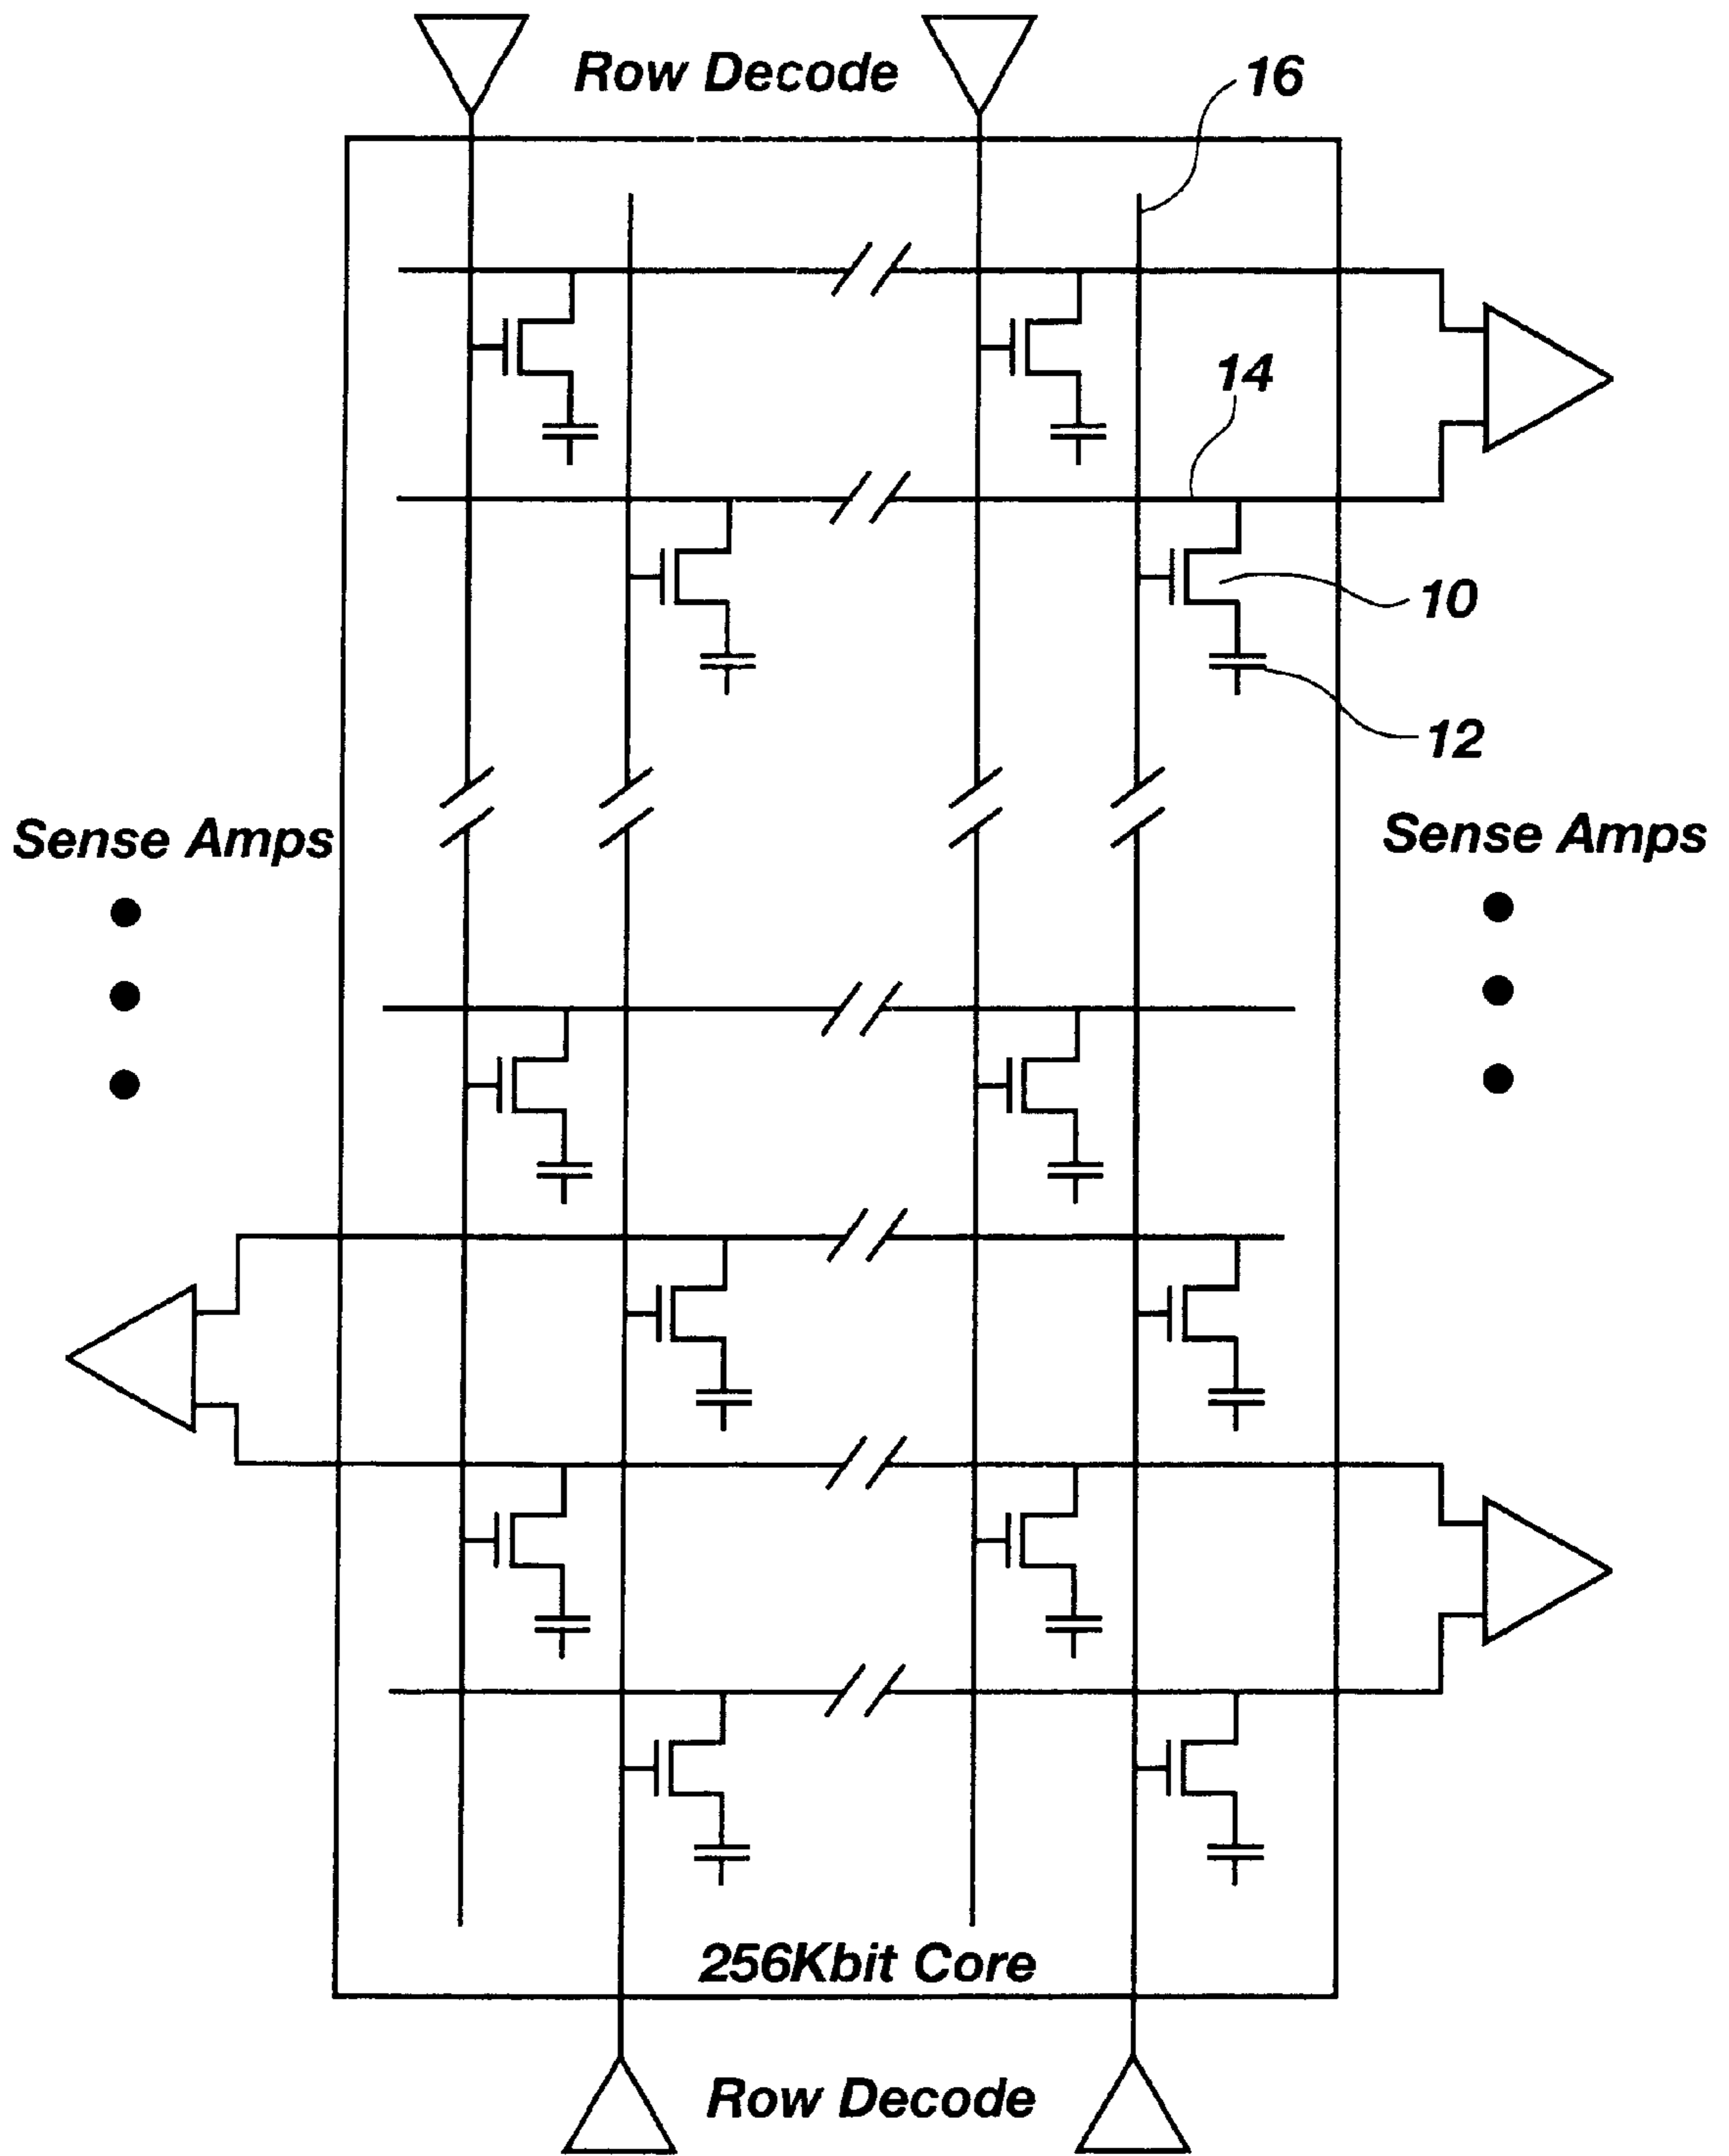 Row Decode
16
14
10
12
Sense Amps
Sense Amps
256Kbit Core
Row Decode